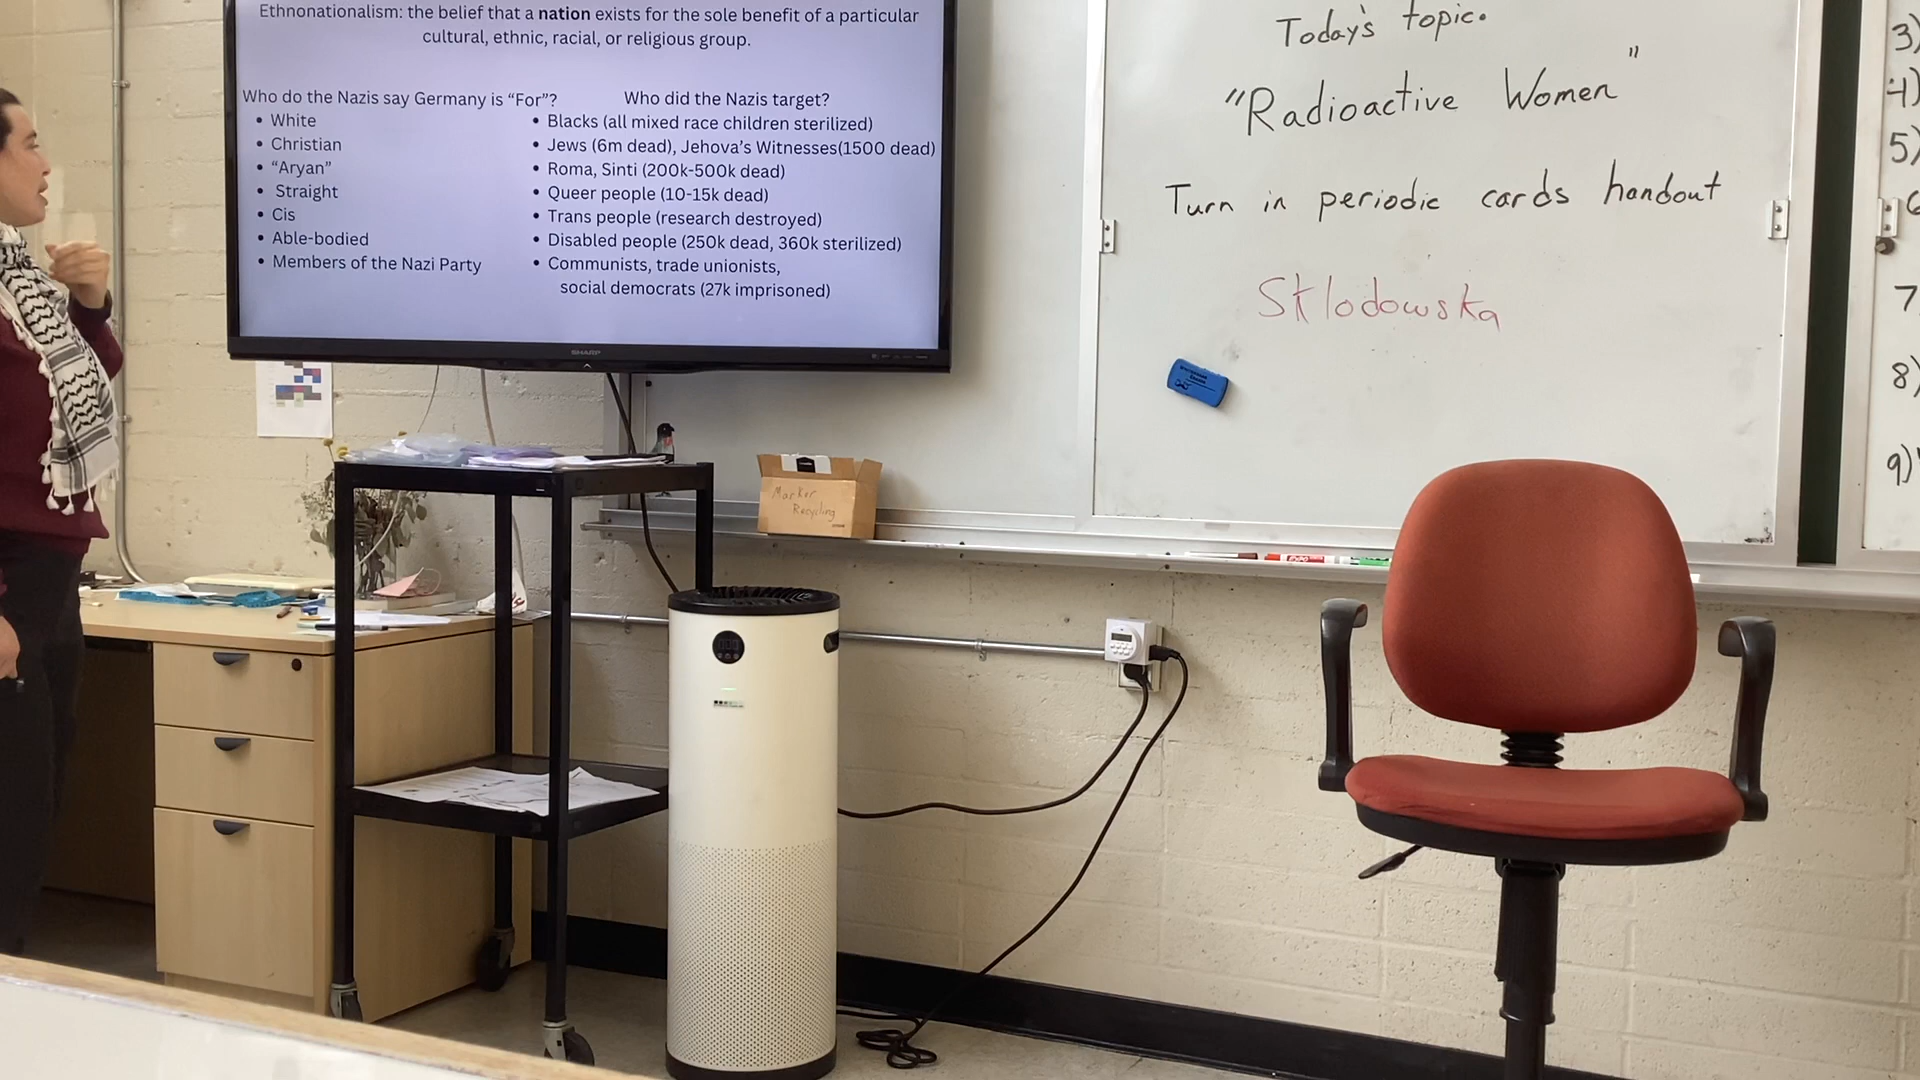 Ethnonationalism: the belief that a nation exists for the sole benefit of a particular
cultural, ethnic, racial, or religious group.
Who do the Nazis say Germany is “For”?
• White
• Christian
• “Aryan”
• Straight
• Cis
• Able-bodied
• Members of the Nazi Party
Who did the Nazis target?
• Blacks (all mixed race children sterilized)
• Jews (6m dead), Jehova’s Witnesses(1500 dead)
• Roma, Sinti (200k-500k dead)
• Queer people (10-15k dead)
• Trans people (research destroyed)
• Disabled people (250k dead, 360k sterilized)
• Communists, trade unionists,
social democrats (27k imprisoned)
SHARP
Today's topic.
"Radioactive Women"
Turn in periodic cards handout
Sklodowska
Marker
Recycling
3)
4)
5)
6
7
8)
9)